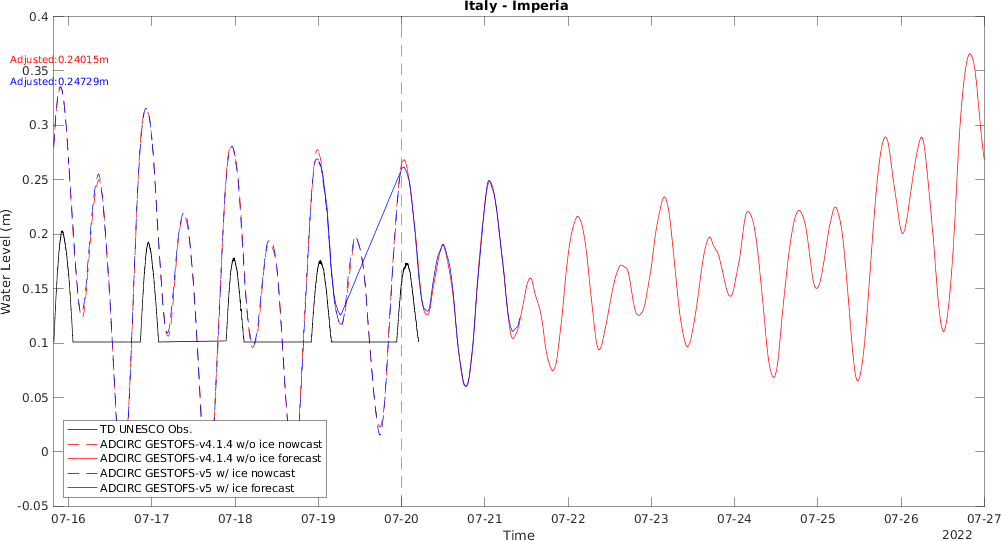 Italy - Imperia
0.4
Adjusted:0.24015m
0.35
Adjusted:0.24729m
0.3
0.25
0.2
0.15
0.1
0.05
0
-0.05
Water Level (m)
TD UNESCO Obs.
ADCIRC GESTOFS-v4.1.4 w/o ice nowcast
ADCIRC GESTOFS-v4.1.4 w/o ice forecast
ADCIRC GESTOFS-v5 w/ ice nowcast
ADCIRC GESTOFS-v5 w/ ice forecast
07-16 07-17 07-18 07-19 07-20 07-21 07-22 07-23 07-24 07-25 07-26 07-27
Time
2022